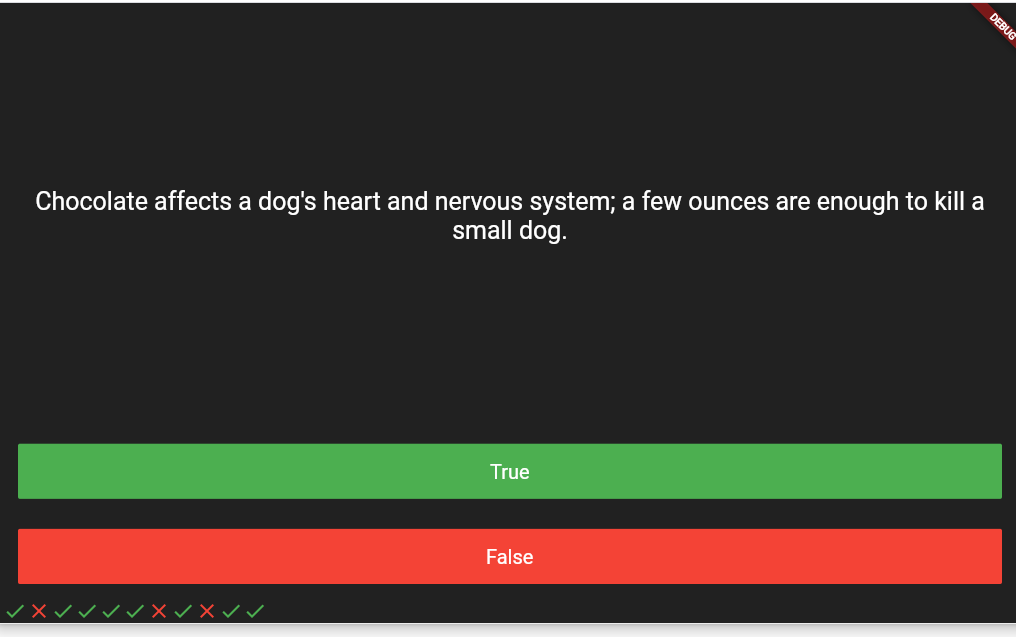 DEBUG
Chocolate affects a dog's heart and nervous system; a few ounces are enough to kill a
small dog.
True
False